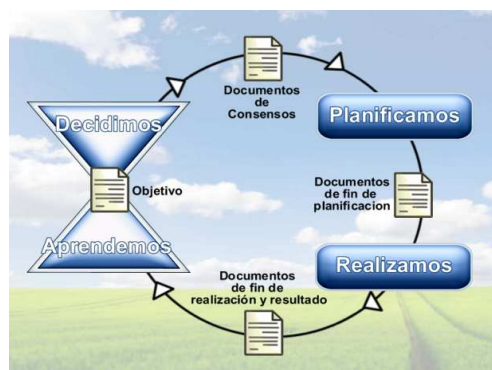 Documentos
de
Consensos
Decidimos
Planificamos
Objetivo
Documentos
de fin de
planificacion
Aprendemos
Realizamos
Documentos
de fin de
realización y resultado